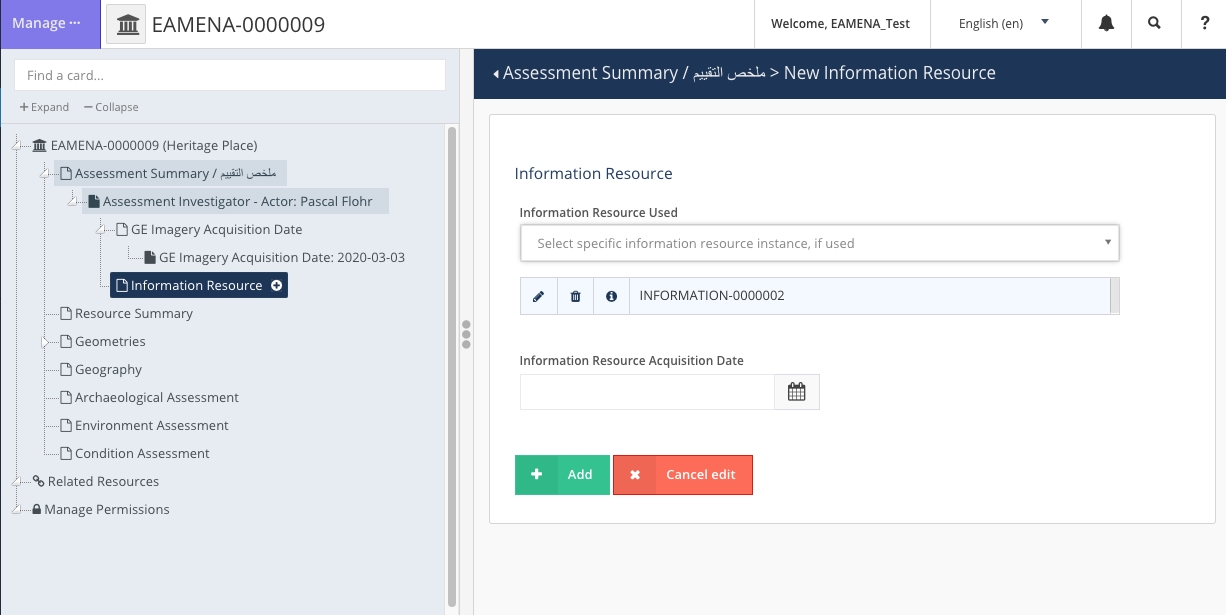 Manage ···
EAMENA-0000009
Welcome, EAMENA_Test
English (en)
?
Find a card...
+ Expand − Collapse
EAMENA-0000009 (Heritage Place)
Assessment Summary / ملخص التقييم
Assessment Investigator - Actor: Pascal Flohr
GE Imagery Acquisition Date
GE Imagery Acquisition Date: 2020-03-03
Information Resource
Resource Summary
Geometries
Geography
Archaeological Assessment
Environment Assessment
Condition Assessment
Related Resources
Manage Permissions
Assessment Summary / ملخص التقييم > New Information Resource
Information Resource
Information Resource Used
Select specific information resource instance, if used
INFORMATION-0000002
Information Resource Acquisition Date
Add
Cancel edit